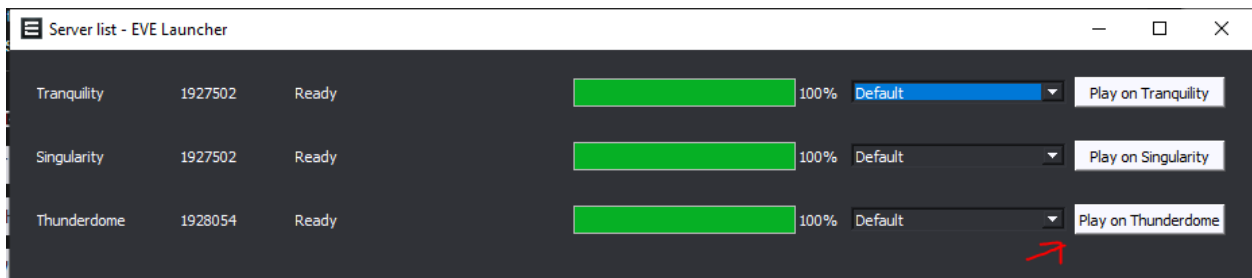 Server list - EVE Launcher
Tranquility 1927502 Ready 100% Default Play on Tranquility
Singularity 1927502 Ready 100% Default Play on Singularity
Thunderdome 1928054 Ready 100% Default Play on Thunderdome